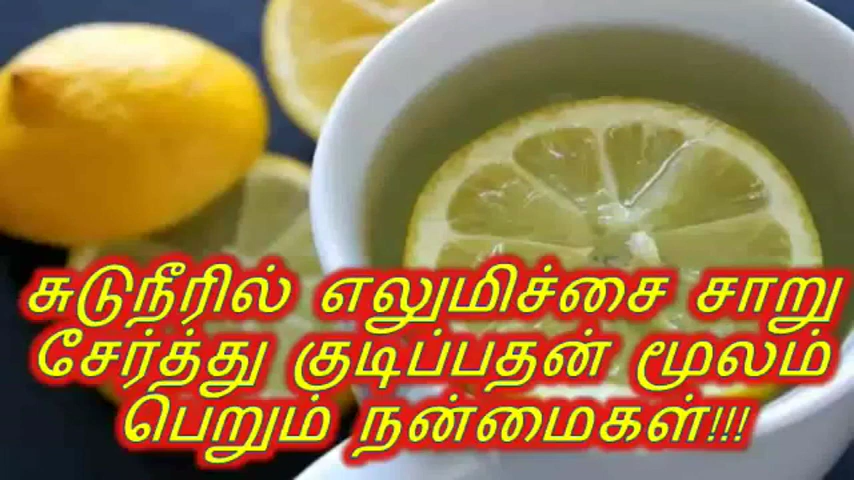 சுடுநீரில் எலுமிச்சை சாறு
சேர்த்து குடிப்பதன் மூலம்
பெறும் நன்மைகள்!!!